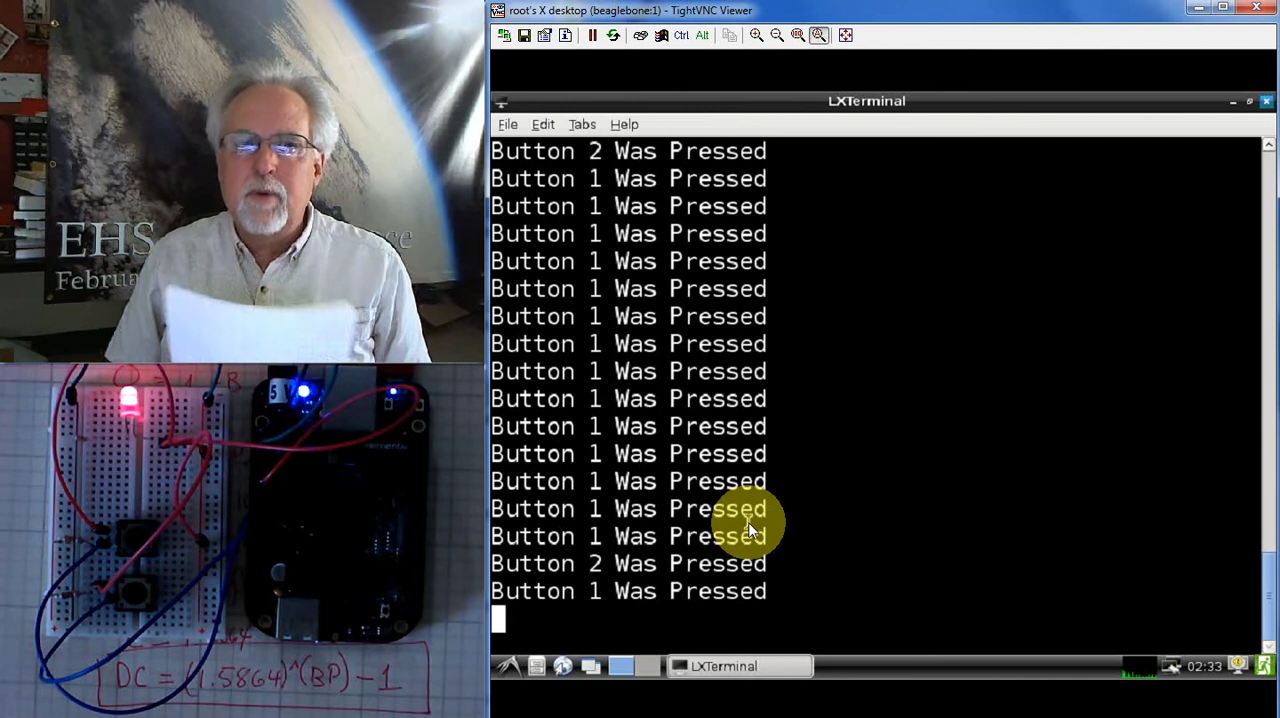 root's X desktop (beaglebone:1) - TightVNC Viewer
Ctrl Alt
LXTerminal
File Edit Tabs Help
Button 2 Was Pressed
Button 1 Was Pressed
Button 1 Was Pressed
Button 1 Was Pressed
Button 1 Was Pressed
Button 1 Was Pressed
Button 1 Was Pressed
Button 1 Was Pressed
Button 1 Was Pressed
Button 1 Was Pressed
Button 1 Was Pressed
Button 1 Was Pressed
Button 1 Was Pressed
Button 1 Was Pressed
Button 1 Was Pressed
Button 2 Was Pressed
Button 1 Was Pressed
LXTerminal
02:33
EHS
5V
DC = (1.5864)^(BP) - 1